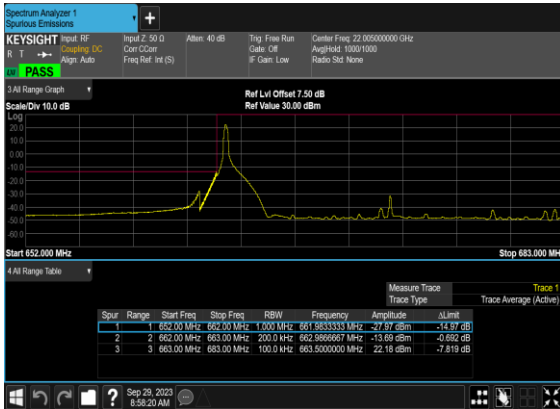 Spectrum Analyzer 1
Spurious Emissions
+
KEYSIGHT
R T
LXI PASS
Input: RF
Coupling: DC
Align: Auto
Input Z: 50 Ω
Corr CCorr
Freq Ref: Int (S)
Atten: 40 dB
Trig: Free Run
Gate: Off
IF Gain: Low
Center Freq: 22.005000000 GHz
Avg|Hold: 1000/1000
Radio Std: None
3 All Range Graph
Scale/Div 10.0 dB
Ref Lvl Offset 7.50 dB
Ref Value 30.00 dBm
Log
20.0
10.0
0.00
-10.0
-20.0
-30.0
-40.0
-50.0
-60.0
Start 652.000 MHz
Stop 683.000 MH
4 All Range Table
Measure Trace Trace 1
Trace Type Trace Average (Active)
Spur Range Start Freq Stop Freq RBW Frequency Amplitude ΔLimit
1 1 652.00 MHz 662.00 MHz 1.000 MHz 661.9833333 MHz -27.97 dBm -14.97 dB
2 2 662.00 MHz 663.00 MHz 200.0 kHz 662.9866667 MHz -13.69 dBm -0.692 dB
3 3 663.00 MHz 683.00 MHz 100.0 kHz 663.5000000 MHz 22.18 dBm -7.819 dB
?
Sep 29, 2023
8:58:20 AM